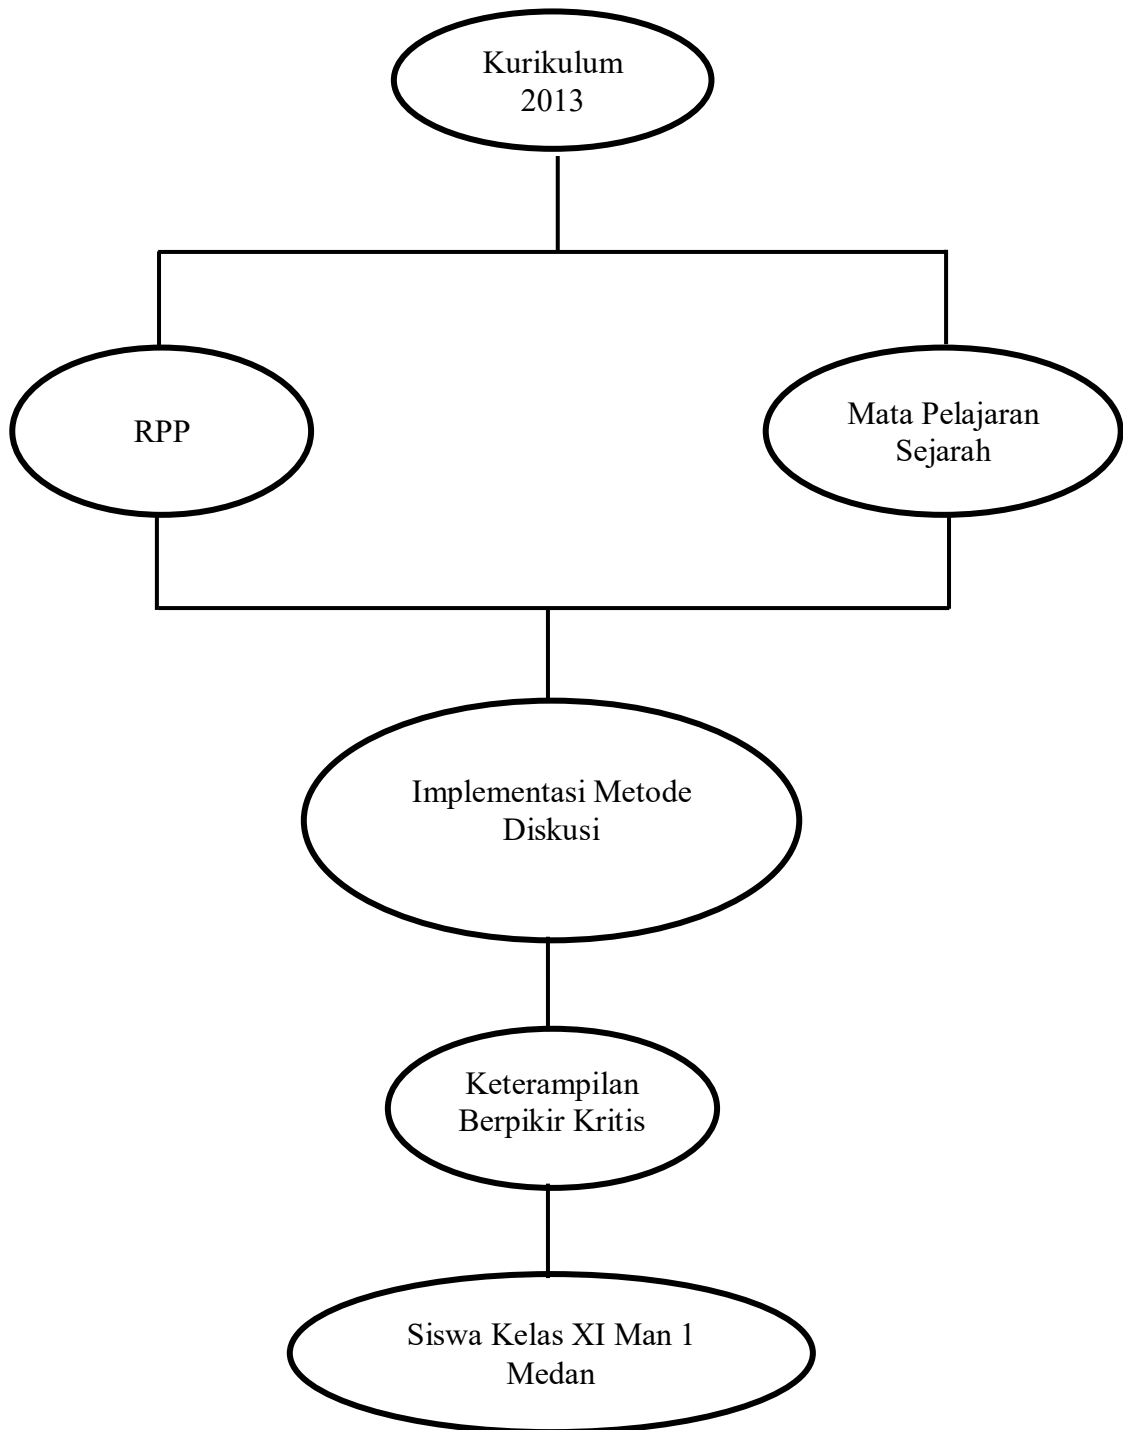 Kurikulum
2013
RPP
Mata Pelajaran
Sejarah
Implementasi Metode
Diskusi
Keterampilan
Berpikir Kritis
Siswa Kelas XI Man 1
Medan